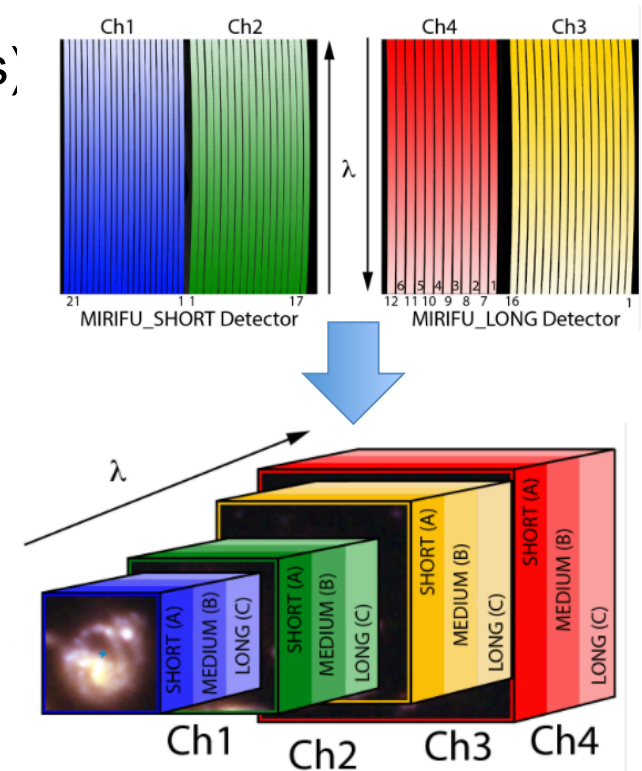 s)
Ch1 Ch2 Ch4 Ch3
λ
6 5 4 3 2 1
21 1 1 17 12 11 10 9 8 7 16 1
MIRIFU_SHORT Detector MIRIFU_LONG Detector
λ
SHORT (A) MEDIUM (B) LONG (C)
SHORT (A) MEDIUM (B) LONG (C)
SHORT (A) MEDIUM (B) LONG (C)
SHORT (A) MEDIUM (B) LONG (C)
Ch1 Ch2 Ch3 Ch4